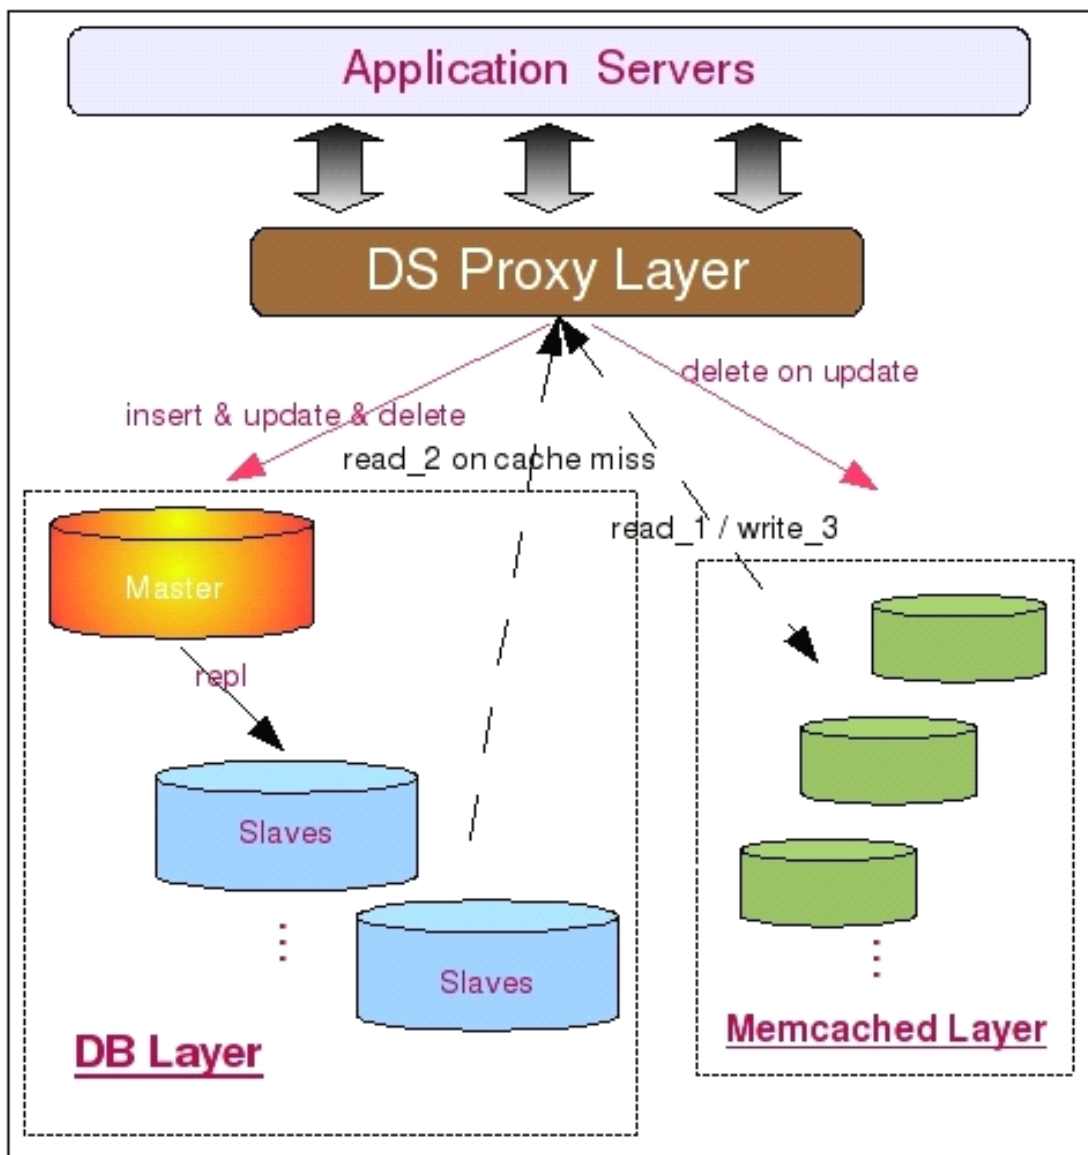 Application Servers
DS Proxy Layer
delete on update
insert & update & delete
read_2 on cache miss
read_1 / write_3
Master
repl
Slaves
Slaves
Memcached Layer
DB Layer